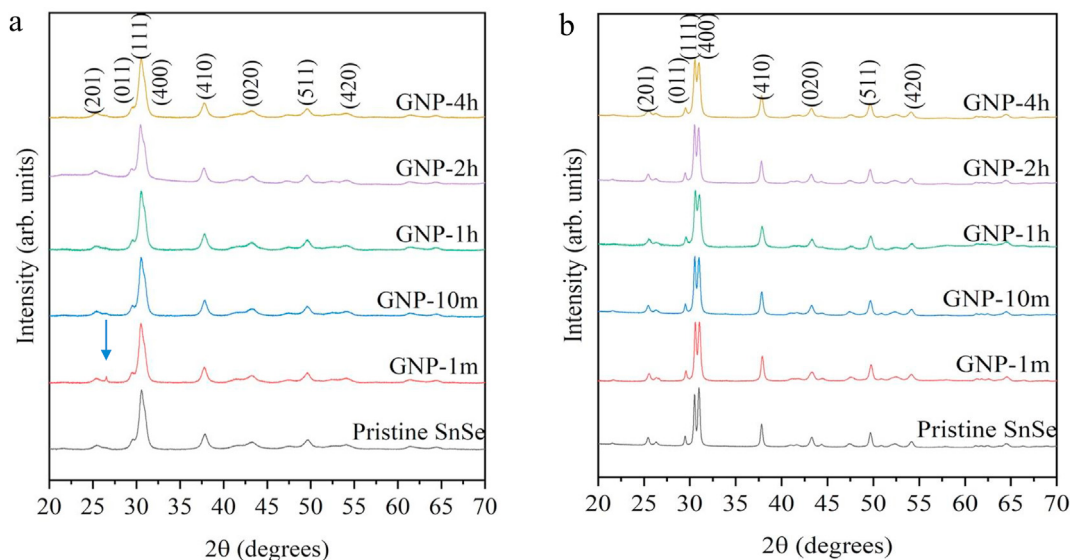 a
(201)
(011)
(111)
(400)
(410)
(020)
(511)
(420)
GNP-4h
GNP-2h
GNP-1h
GNP-10m
GNP-1m
Pristine SnSe
Intensity (arb. units)
20 25 30 35 40 45 50 55 60 65 70
2θ (degrees)
b
(201)
(011)
(111)
(400)
(410)
(020)
(511)
(420)
GNP-4h
GNP-2h
GNP-1h
GNP-10m
GNP-1m
Pristine SnSe
Intensity (arb. units)
20 25 30 35 40 45 50 55 60 65 70
2θ (degrees)